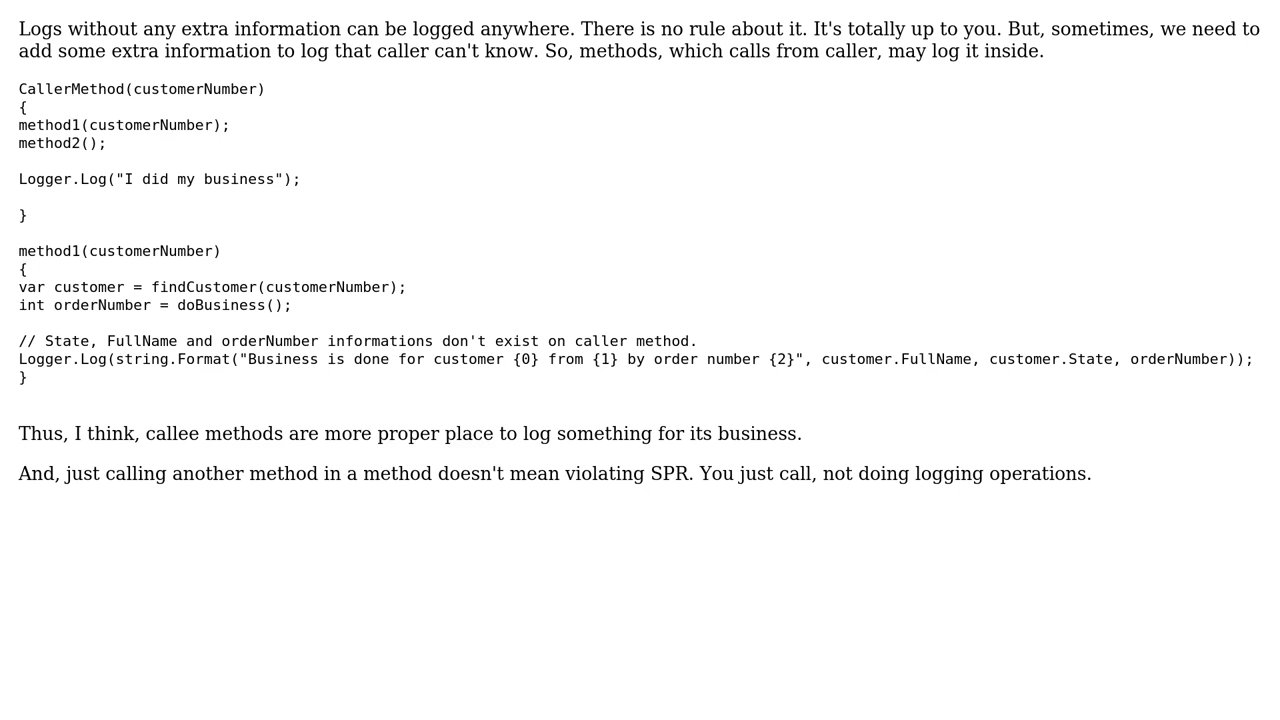 Logs without any extra information can be logged anywhere. There is no rule about it. It's totally up to you. But, sometimes, we need to
add some extra information to log that caller can't know. So, methods, which calls from caller, may log it inside.
CallerMethod(customerNumber)
{
method1(customerNumber);
method2();
Logger.Log("I did my business");
}
method1(customerNumber)
{
var customer = findCustomer(customerNumber);
int orderNumber = doBusiness();
// State, FullName and orderNumber informations don't exist on caller method.
Logger.Log(string.Format("Business is done for customer {0} from {1} by order number {2}", customer.FullName, customer.State, orderNumber));
}
Thus, I think, callee methods are more proper place to log something for its business.
And, just calling another method in a method doesn't mean violating SPR. You just call, not doing logging operations.